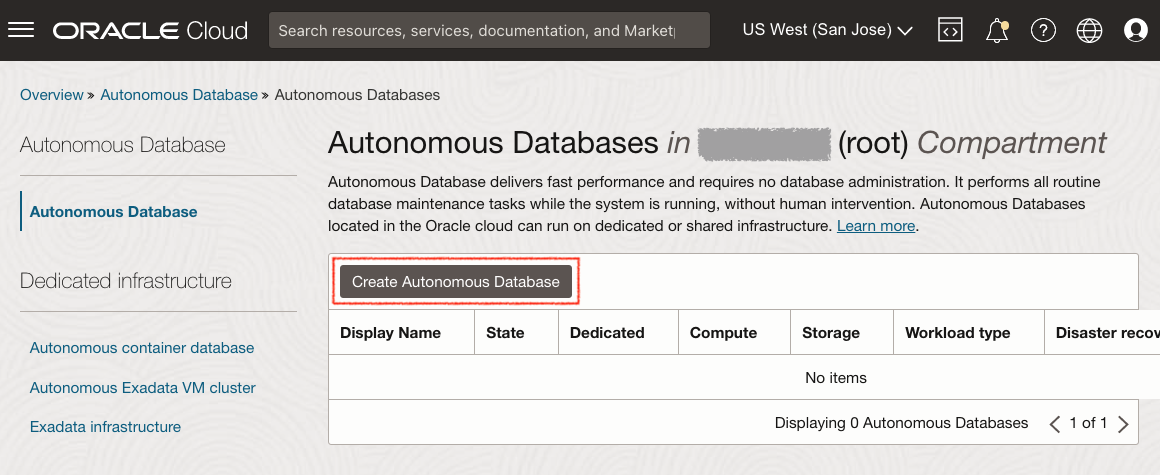 ORACLE Cloud
Search resources, services, documentation, and Market
US West (San Jose)
Overview » Autonomous Database » Autonomous Databases
Autonomous Database
Autonomous Database
Dedicated infrastructure
Autonomous container database
Autonomous Exadata VM cluster
Exadata infrastructure
Autonomous Databases in (root) Compartment
Autonomous Database delivers fast performance and requires no database administration. It performs all routine
database maintenance tasks while the system is running, without human intervention. Autonomous Databases
located in the Oracle cloud can run on dedicated or shared infrastructure. Learn more.
Create Autonomous Database
Display Name State Dedicated Compute Storage Workload type Disaster recov
No items
Displaying 0 Autonomous Databases 1 of 1